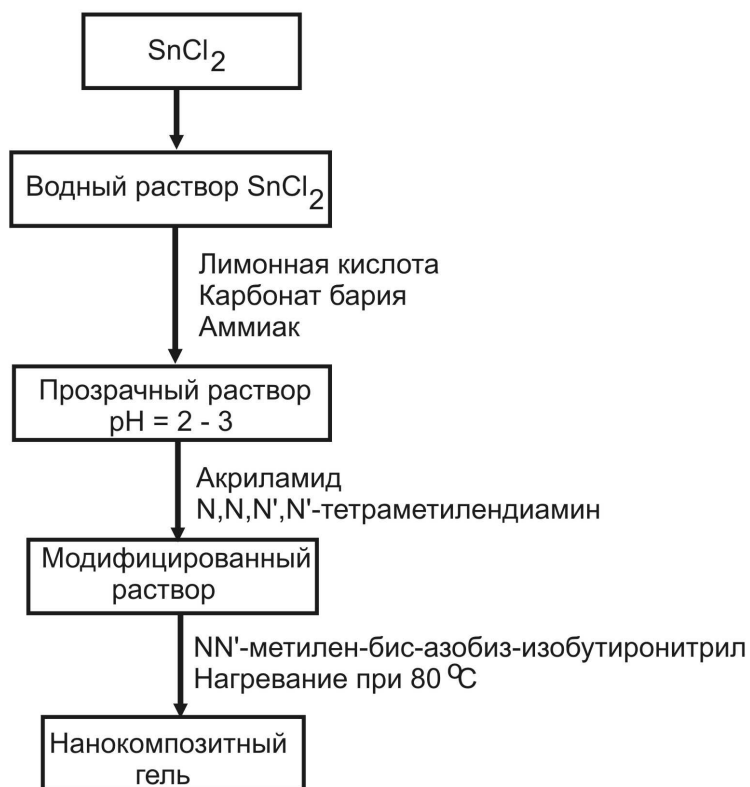 SnCl₂
Водный раствор SnCl₂
Лимонная кислота
Карбонат бария
Аммиак
Прозрачный раствор
pH = 2 - 3
Акриламид
N,N,N',N'-тетраметилендиамин
Модифицированный
раствор
NN'-метилен-бис-азобиз-изобутиронитрил
Нагревание при 80 ºС
Нанокомпозитный
гель